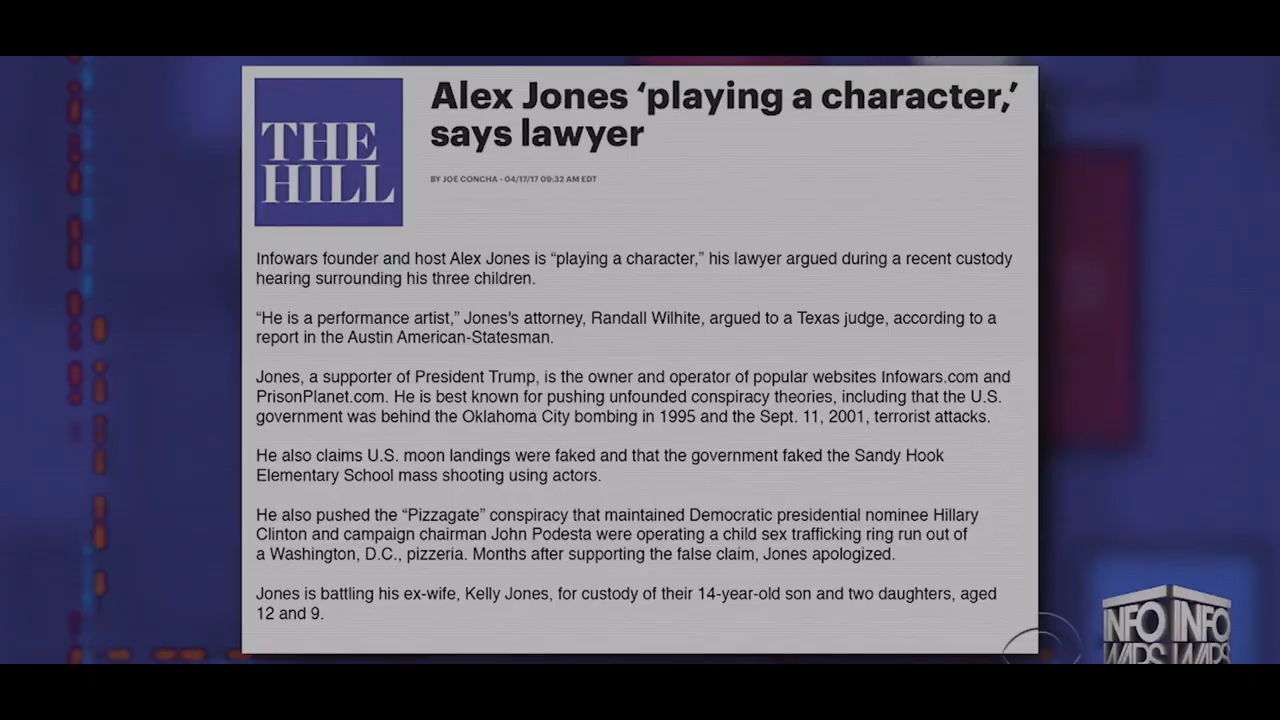 THE
HILL
Alex Jones ‘playing a character,’
says lawyer
BY JOE CONCHA - 04/17/17 09:32 AM EDT
Infowars founder and host Alex Jones is “playing a character,” his lawyer argued during a recent custody
hearing surrounding his three children.
“He is a performance artist,” Jones's attorney, Randall Wilhite, argued to a Texas judge, according to a
report in the Austin American-Statesman.
Jones, a supporter of President Trump, is the owner and operator of popular websites Infowars.com and
PrisonPlanet.com. He is best known for pushing unfounded conspiracy theories, including that the U.S.
government was behind the Oklahoma City bombing in 1995 and the Sept. 11, 2001, terrorist attacks.
He also claims U.S. moon landings were faked and that the government faked the Sandy Hook
Elementary School mass shooting using actors.
He also pushed the “Pizzagate” conspiracy that maintained Democratic presidential nominee Hillary
Clinton and campaign chairman John Podesta were operating a child sex trafficking ring run out of
a Washington, D.C., pizzeria. Months after supporting the false claim, Jones apologized.
Jones is battling his ex-wife, Kelly Jones, for custody of their 14-year-old son and two daughters, aged
12 and 9.
INFO INFO
WARS WARS